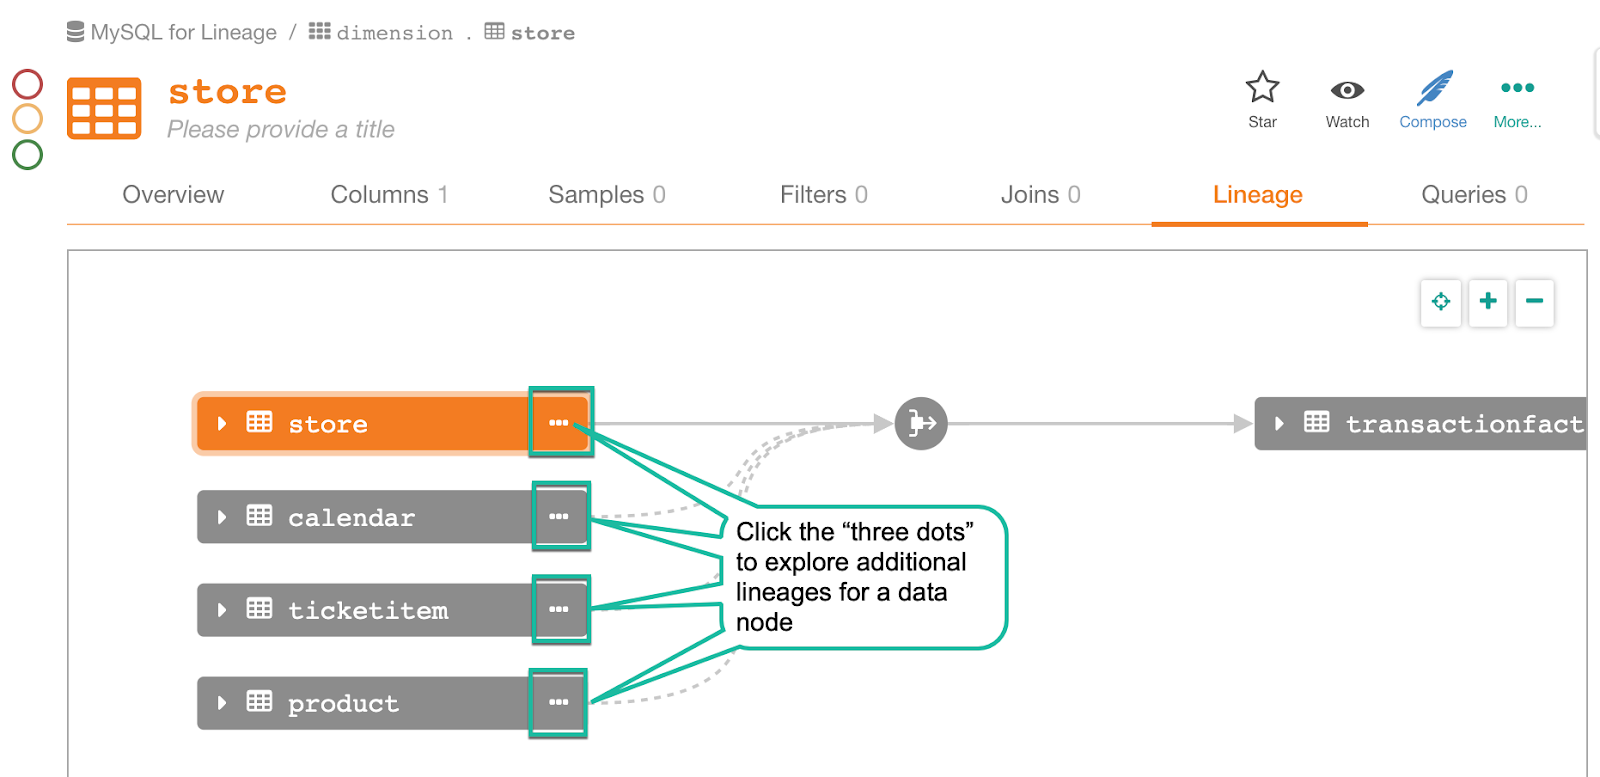 MySQL for Lineage / dimension . store
store
Please provide a title
Star
Watch
Compose
More...
Overview
Columns 1
Samples 0
Filters 0
Joins 0
Lineage
Queries 0
store
transactionfact
calendar
Click the “three dots”
to explore additional
lineages for a data
node
ticketitem
product